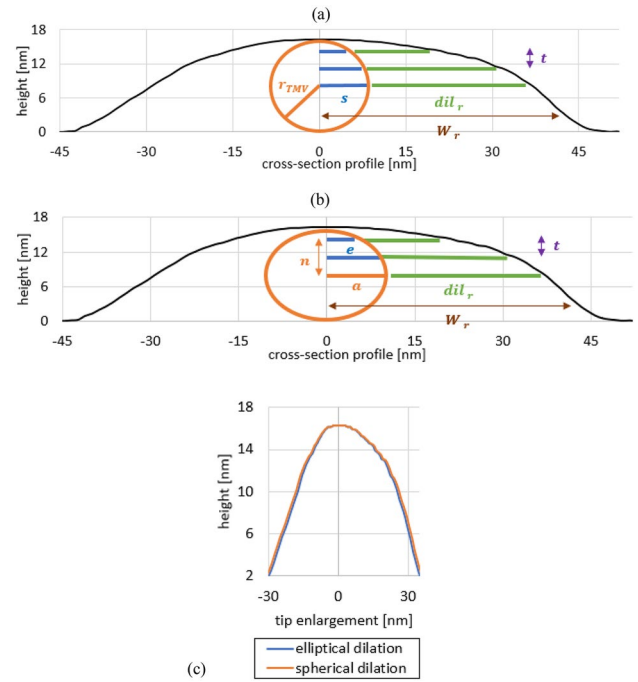 (a)
18
12
6
0
height [nm]
r_TMV
s
t
dil_r
W_r
-45 -30 -15 0 15 30 45
cross-section profile [nm]
(b)
18
12
6
0
height [nm]
n
e
a
t
dil_r
W_r
-45 -30 -15 0 15 30 45
cross-section profile [nm]
18
14
10
6
2
height [nm]
-30 0 30
tip enlargement [nm]
elliptical dilation
spherical dilation
(c)